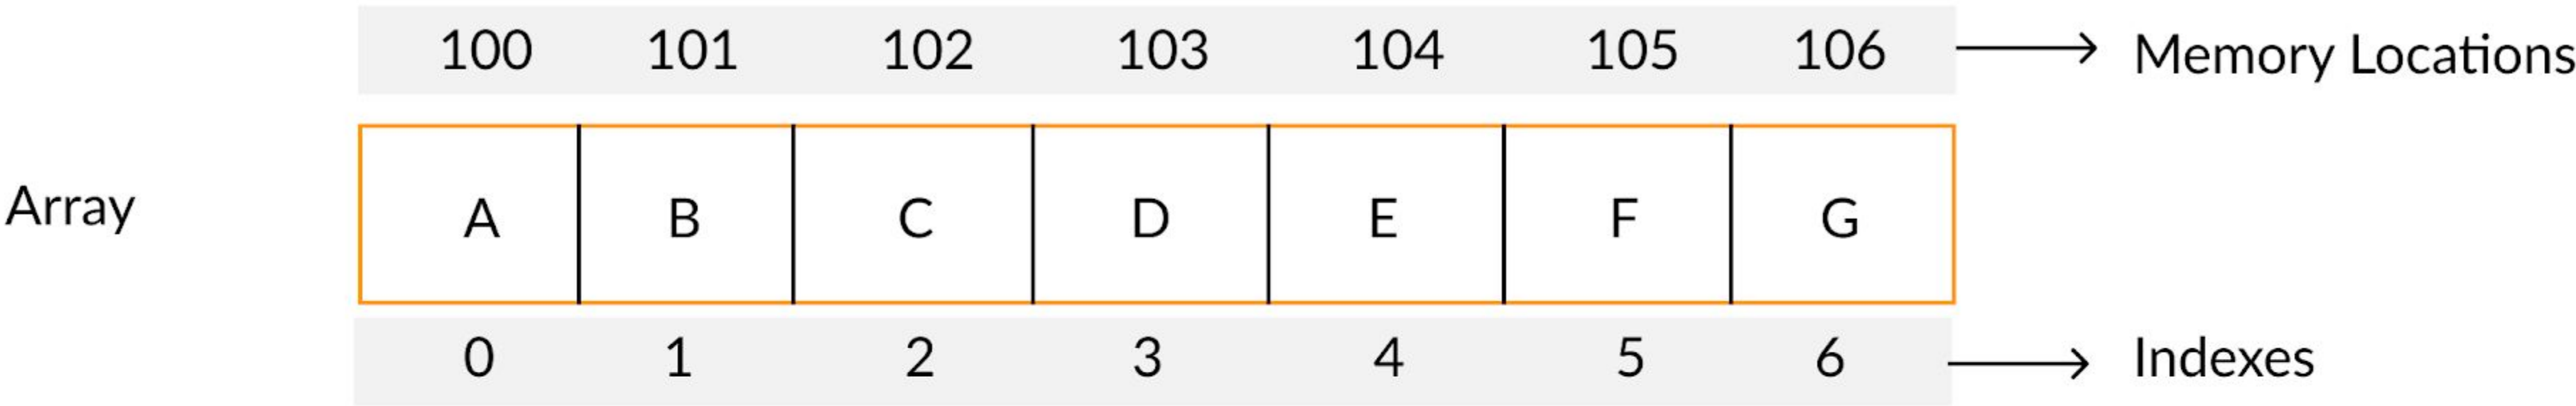 100 101 102 103 104 105 106 Memory Locations
Array A B C D E F G
0 1 2 3 4 5 6 Indexes